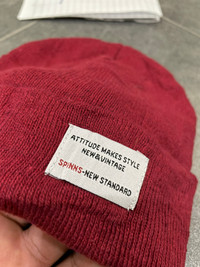 ATTITUDE MAKES STYLE
NEW&VINTAGE
SPiNNS-NEW STANDARD